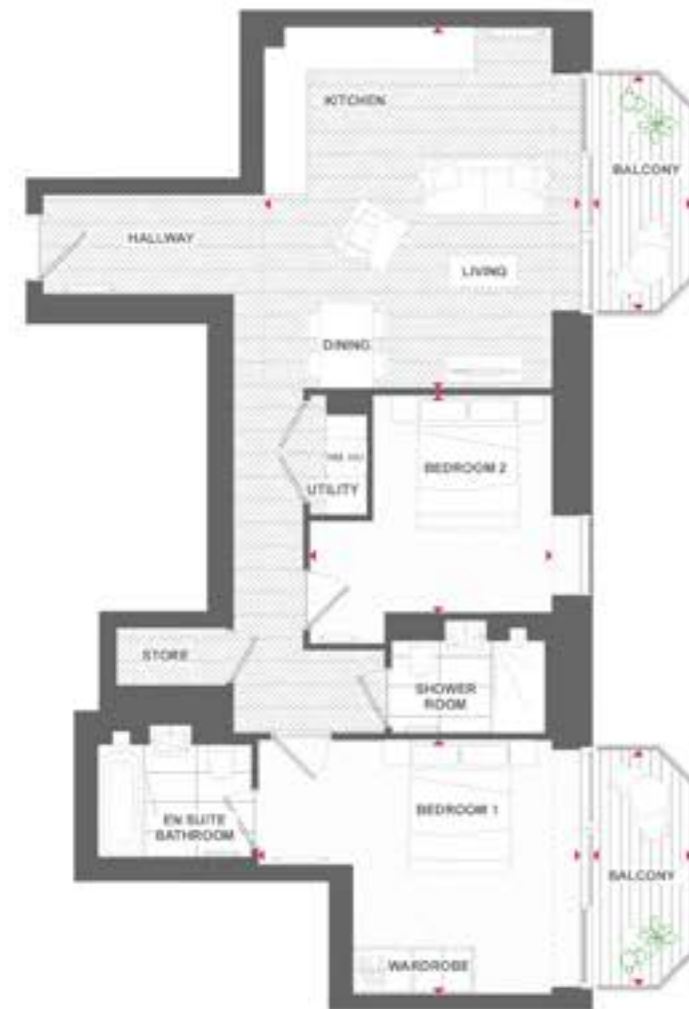 KITCHEN
BALCONY
HALLWAY
LIVING
DINING
BEDROOM 2
UTILITY
STORE
SHOWER
ROOM
BEDROOM 1
EN SUITE
BATHROOM
BALCONY
WARDROBE